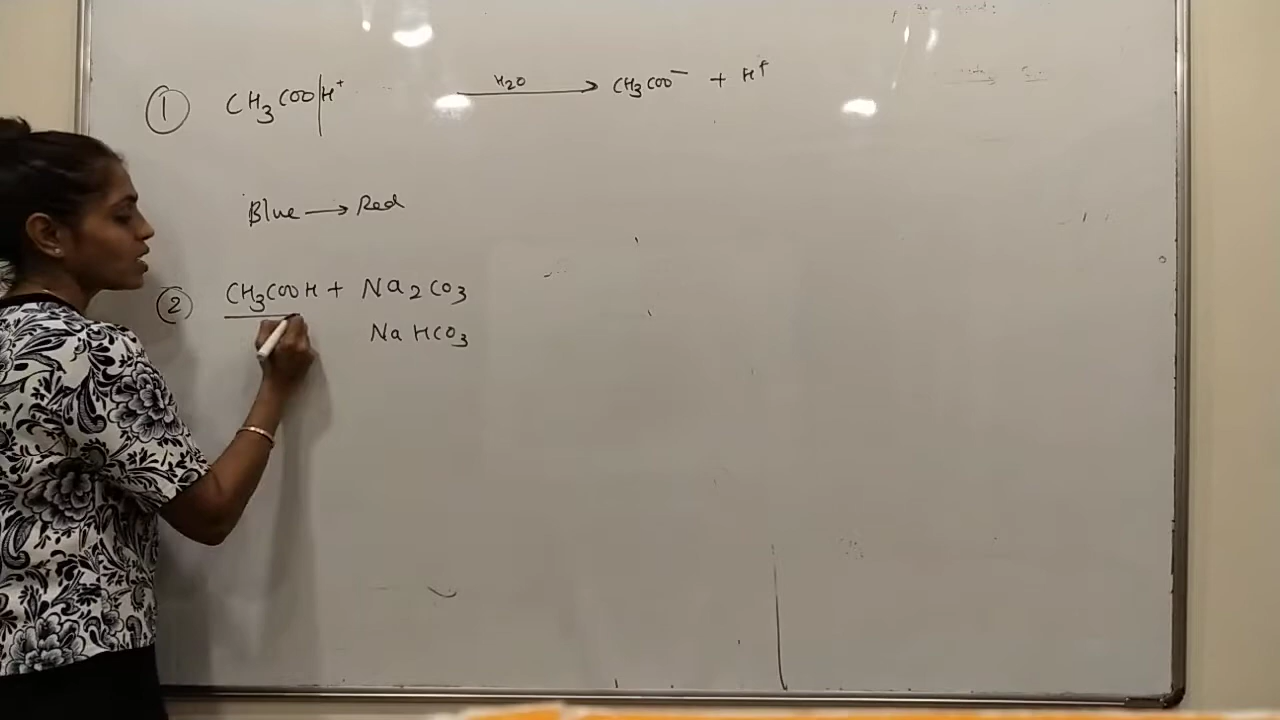 ① CH₃COO|H⁺ H₂O⟶ CH₃COO⁻ + H⁺
Blue ⟶ Red
② CH₃COOH + Na₂CO₃
NaHCO₃